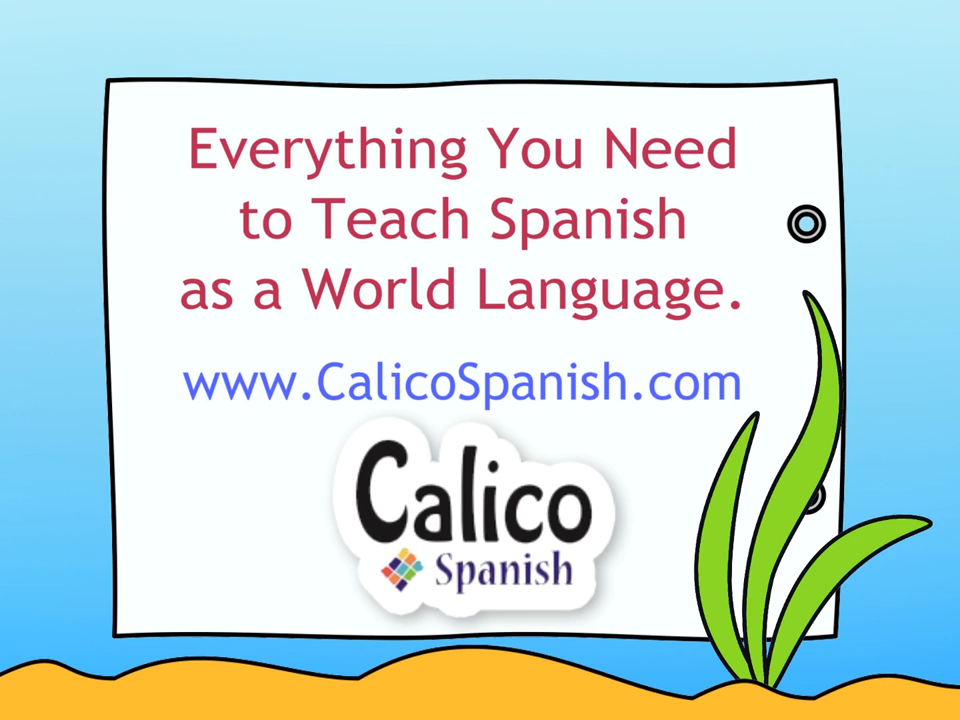 Everything You Need
to Teach Spanish
as a World Language.
www.CalicoSpanish.com
Calico
Spanish